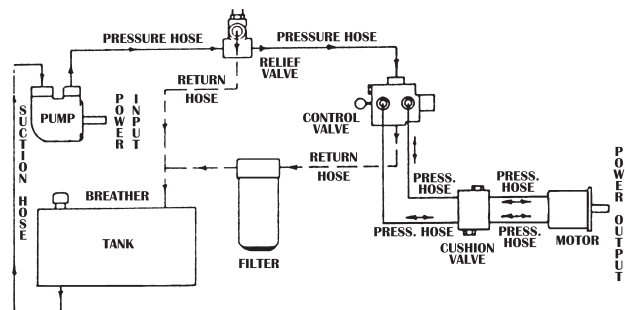 PRESSURE HOSE
PRESSURE HOSE
RELIEF
VALVE
RETURN
HOSE
PUMP
POWER
INPUT
SUCTION HOSE
CONTROL
VALVE
RETURN
HOSE
BREATHER
TANK
FILTER
PRESS.
HOSE
PRESS.
HOSE
PRESS. HOSE
PRESS.
HOSE
CUSHION
VALVE
MOTOR
POWER OUTPUT